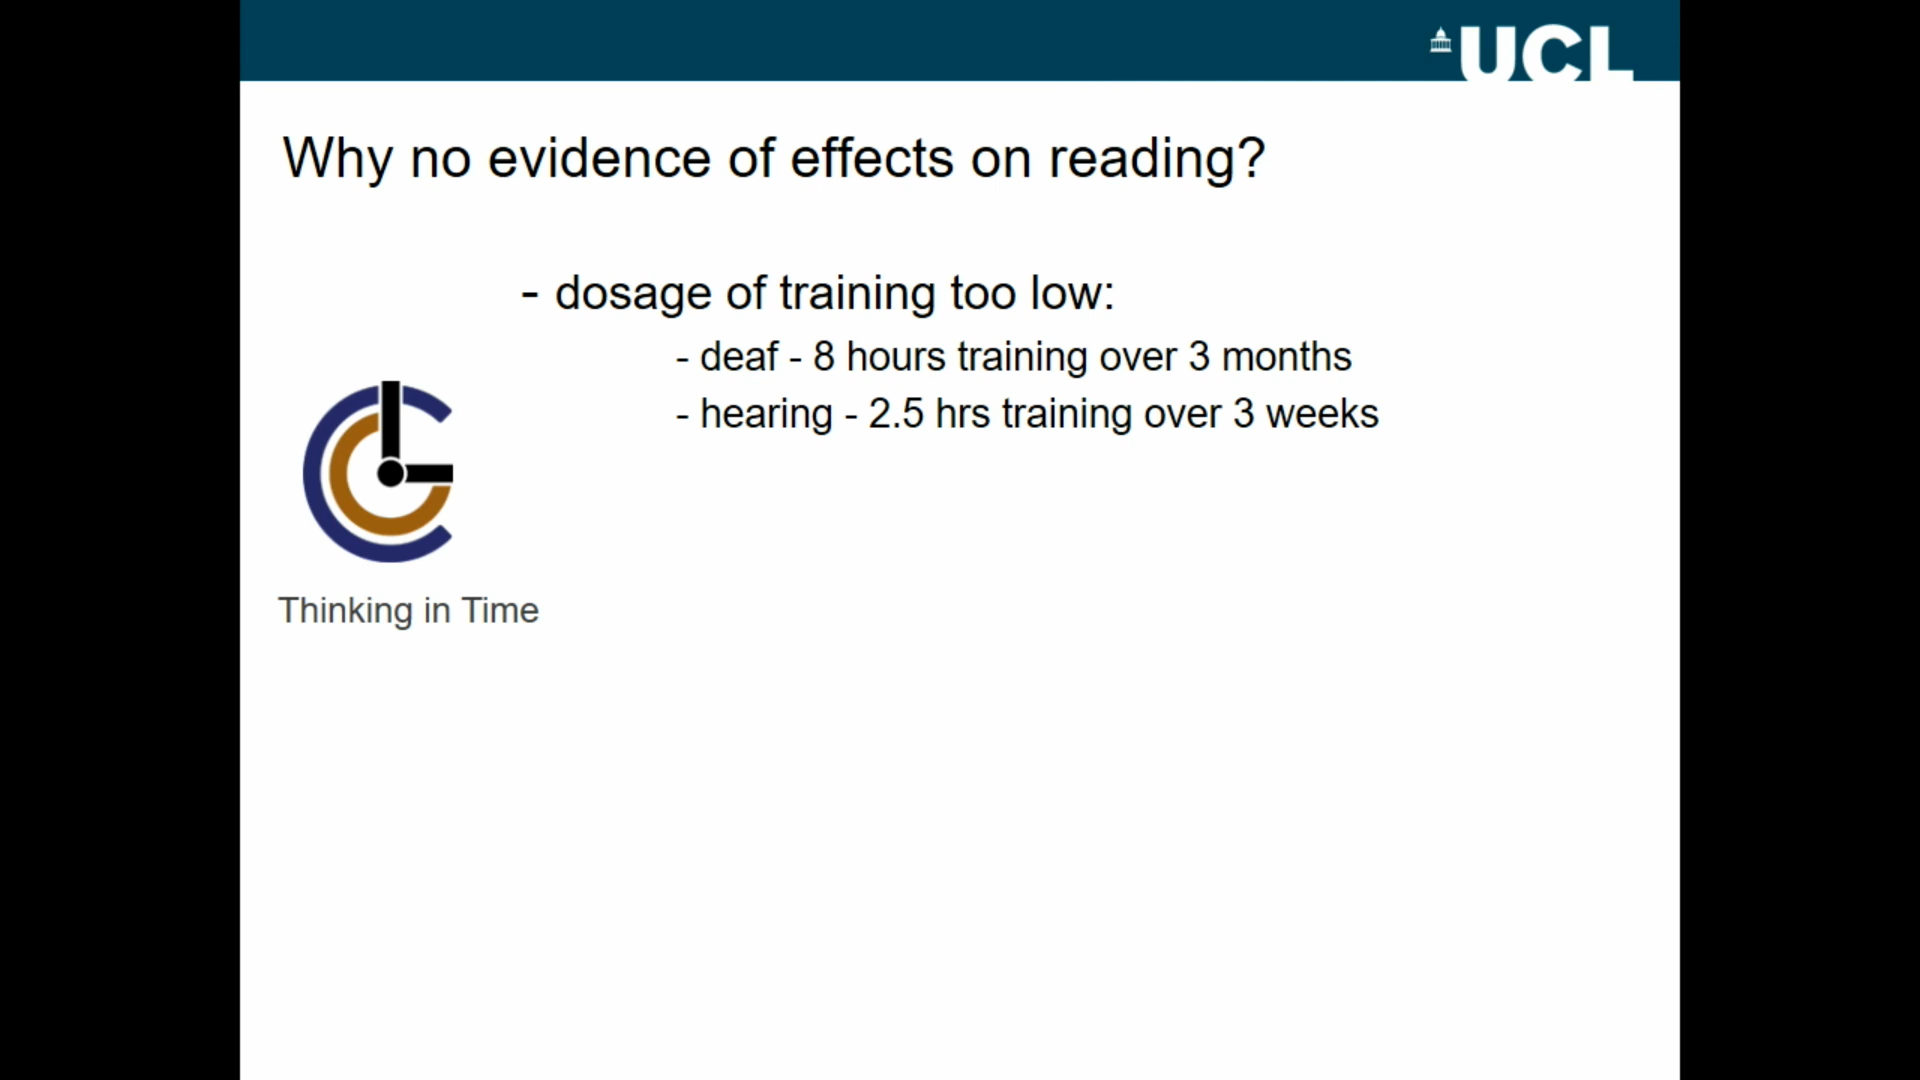 UCL
Why no evidence of effects on reading?
- dosage of training too low:
- deaf - 8 hours training over 3 months
- hearing - 2.5 hrs training over 3 weeks
Thinking in Time